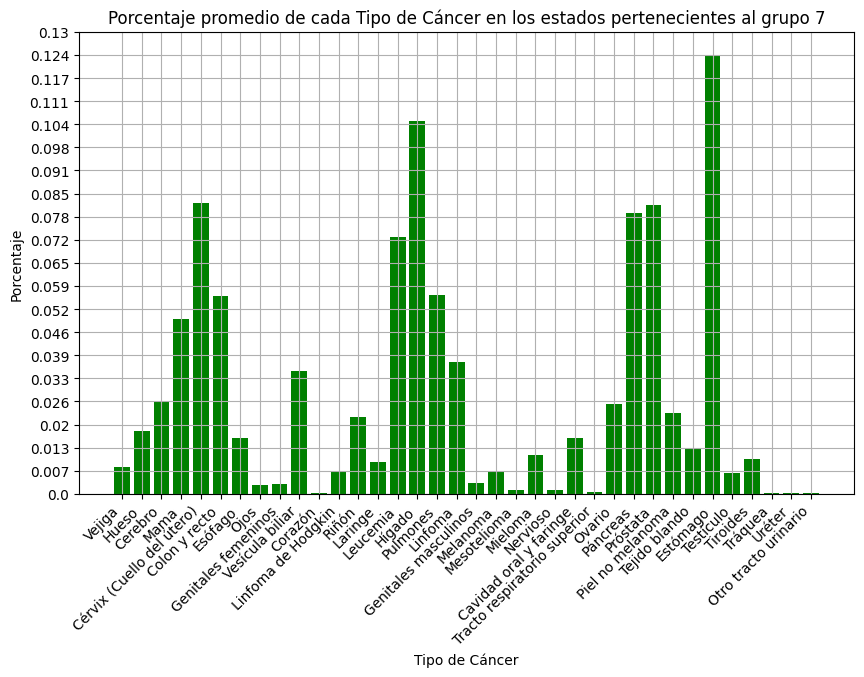 Porcentaje promedio de cada Tipo de Cáncer en los estados pertenecientes al grupo 7
0.13
0.124
0.117
0.111
0.104
0.098
0.091
0.085
0.078
0.072
0.065
0.059
0.052
0.046
0.039
0.033
0.026
0.02
0.013
0.007
0.0
Porcentaje
Vejiga
Hueso
Cerebro
Mama
Cérvix (Cuello del útero)
Colon y recto
Esófago
Ojos
Genitales femeninos
Vesícula biliar
Corazón
Linfoma de Hodgkin
Riñón
Laringe
Leucemia
Hígado
Pulmones
Linfoma
Genitales masculinos
Melanoma
Mesotelioma
Mieloma
Nervioso
Cavidad oral y faringe
Tracto respiratorio superior
Ovario
Páncreas
Próstata
Piel no melanoma
Tejido blando
Estómago
Testículo
Tiroides
Tráquea
Uréter
Otro tracto urinario
Tipo de Cáncer